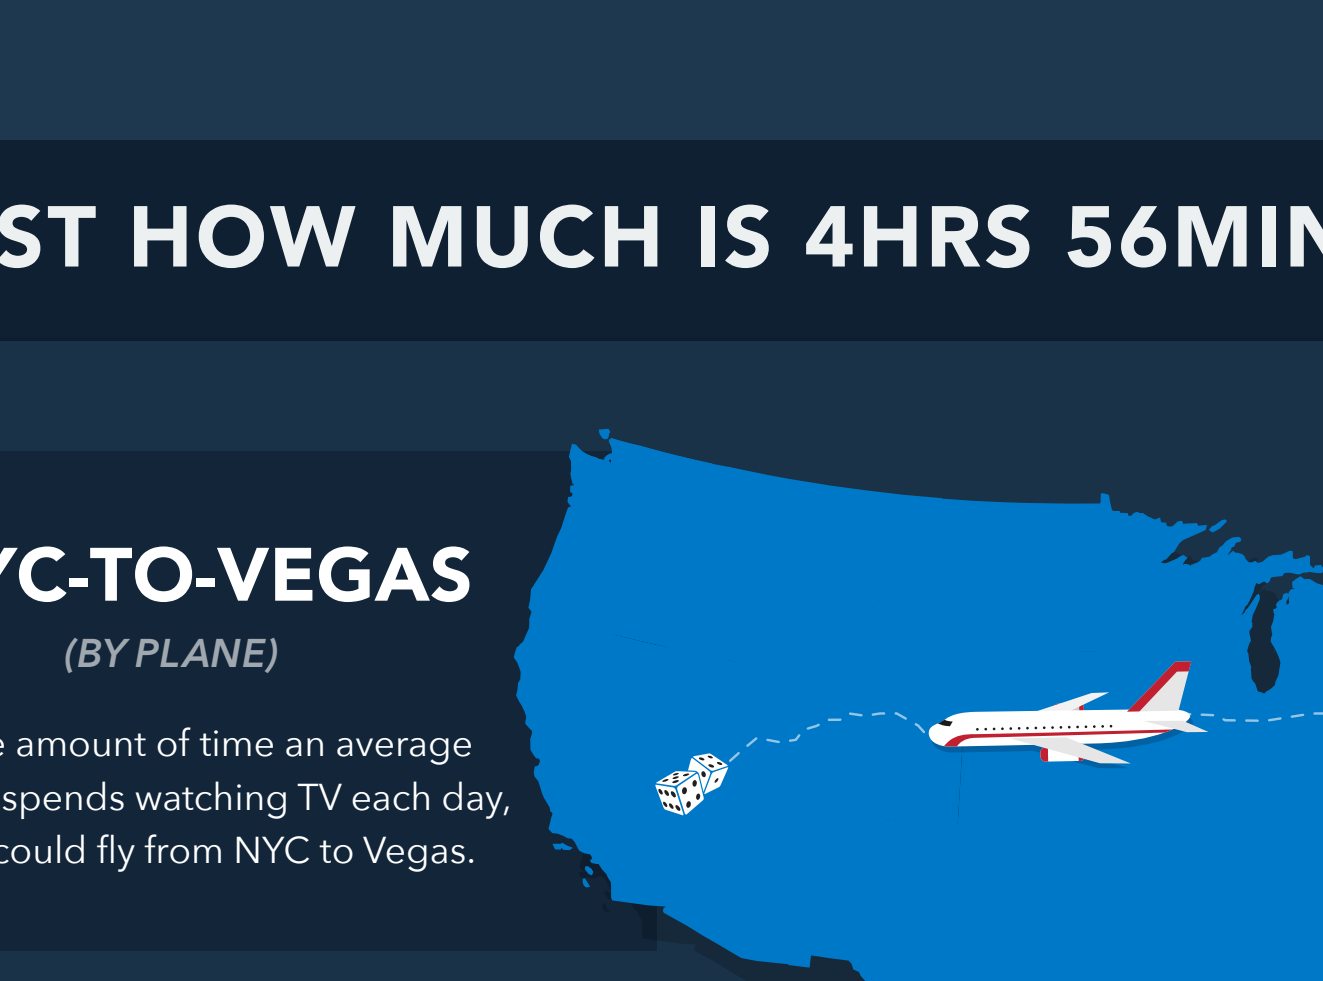 ST HOW MUCH IS 4HRS 56MIN
YC-TO-VEGAS
(BY PLANE)
e amount of time an average
spends watching TV each day,
could fly from NYC to Vegas.